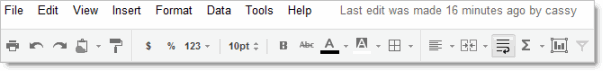 File Edit View Insert Format Data Tools Help Last edit was made 16 minutes ago by cassy
$ % 123 10pt B Abc A A Σ